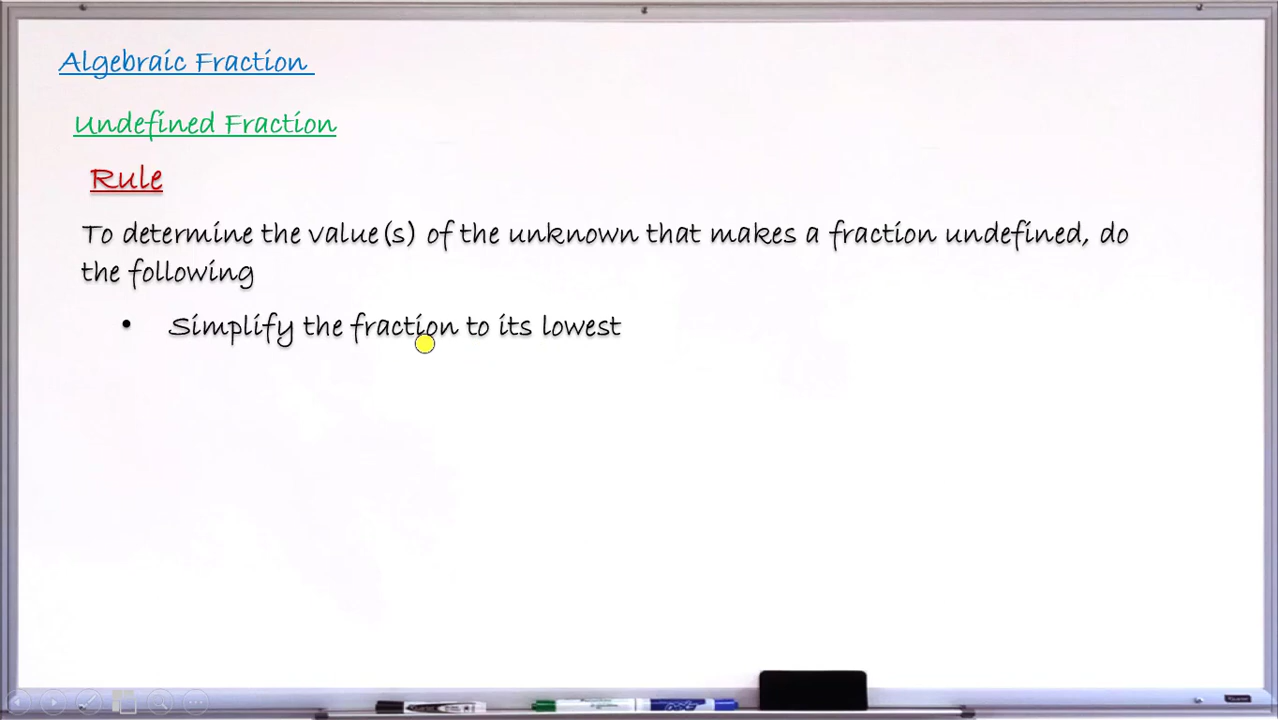 Algebraic Fraction
Undefined Fraction
Rule
To determine the value(s) of the unknown that makes a fraction undefined, do
the following
• Simplify the fraction to its lowest